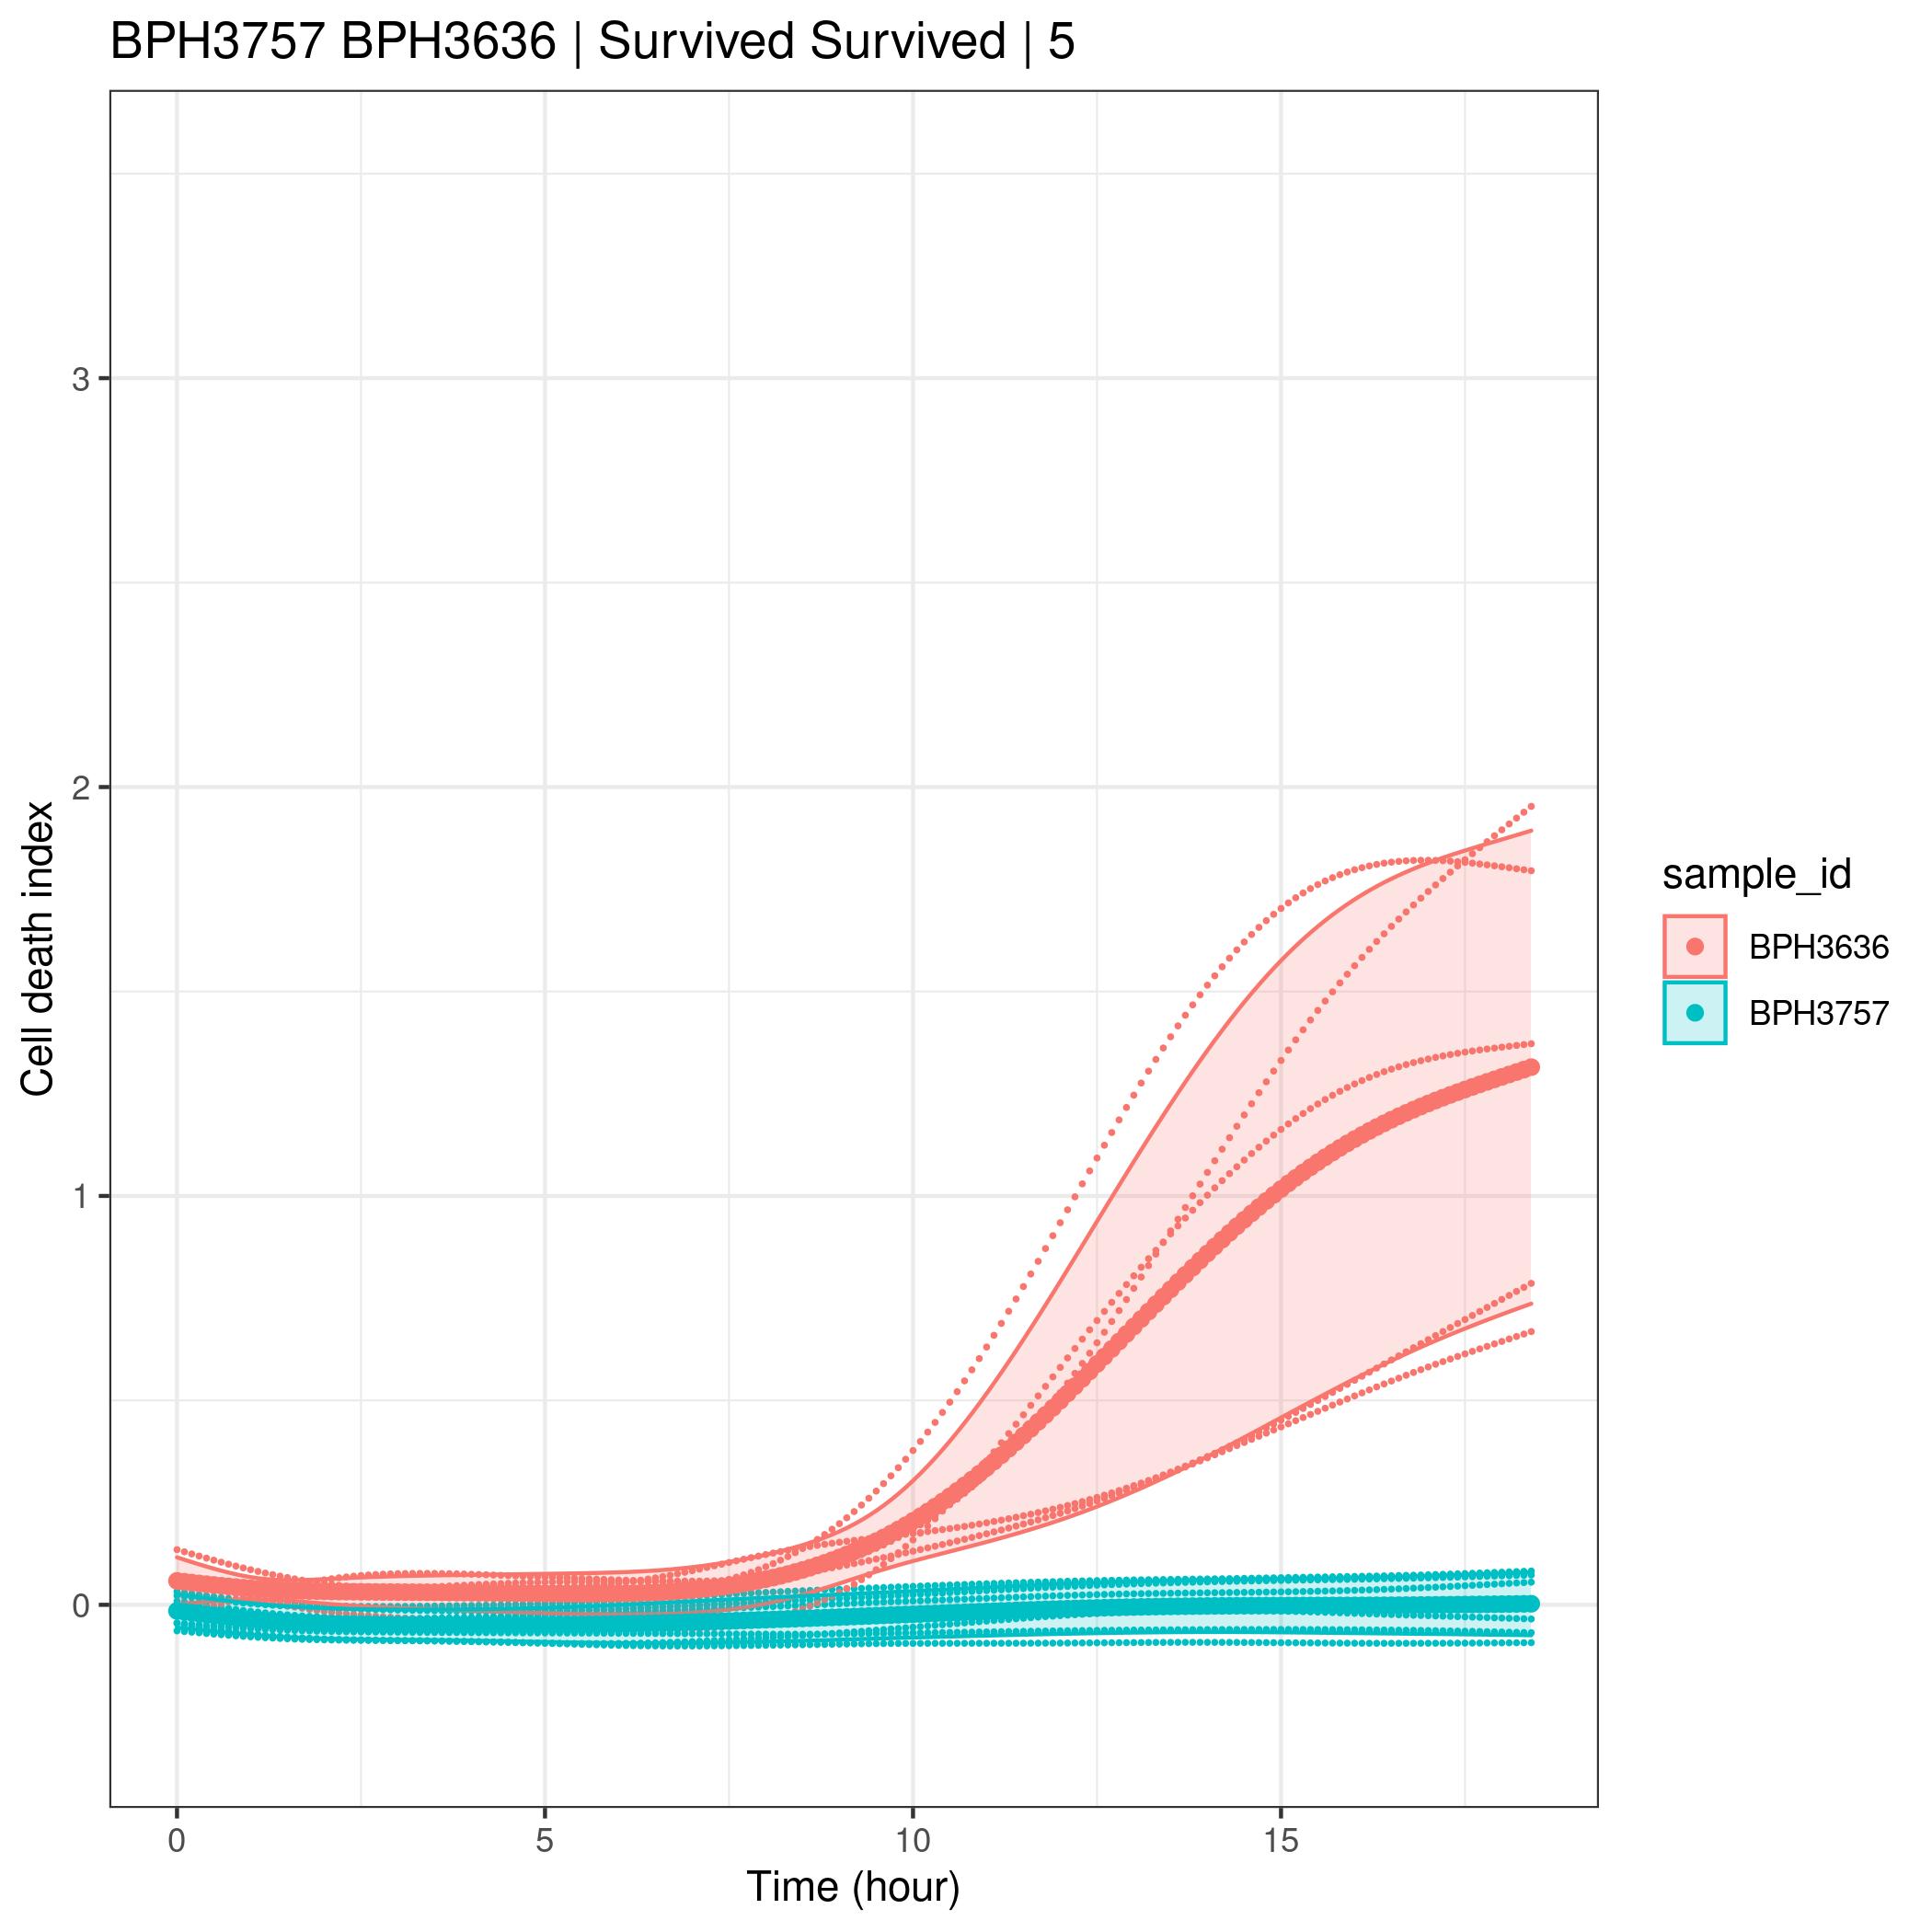 BPH3757 BPH3636 | Survived Survived | 5
3
2
1
0
Cell death index
0 5 10 15
Time (hour)
sample_id
BPH3636
BPH3757